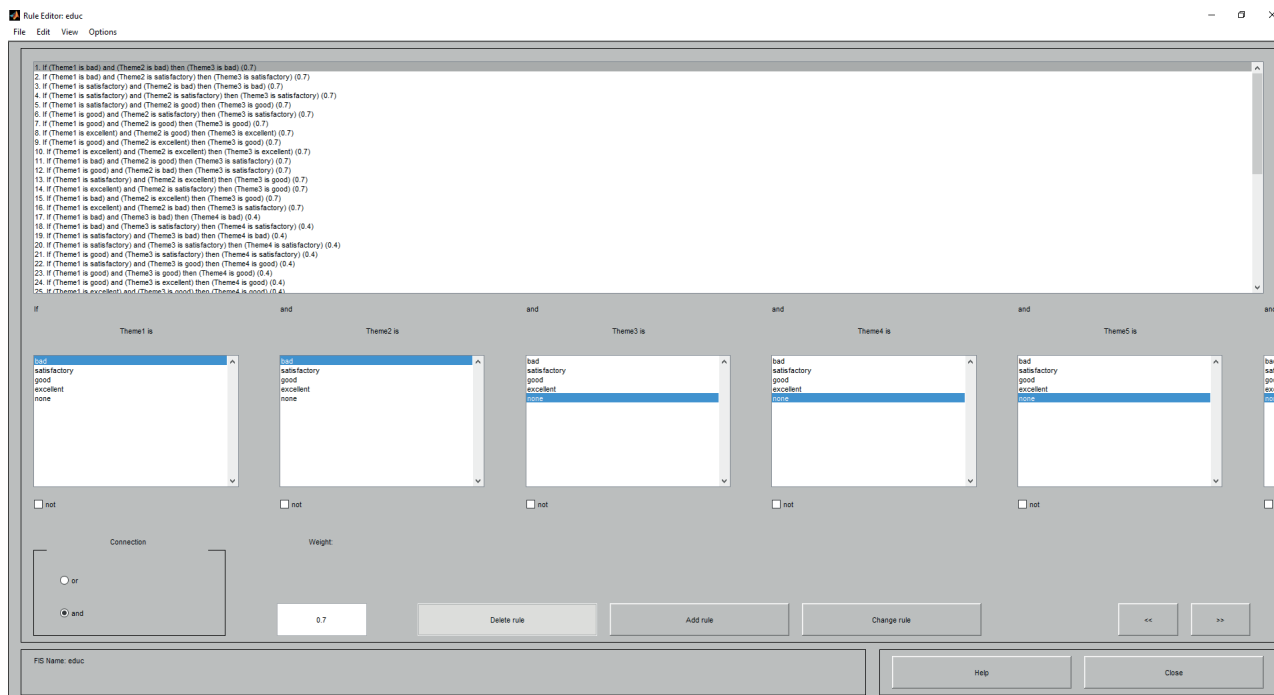 Rule Editor: educ
File Edit View Options
1. If (Theme1 is bad) and (Theme2 is bad) then (Theme3 is bad) (0.7)
2. If (Theme1 is bad) and (Theme2 is satisfactory) then (Theme3 is satisfactory) (0.7)
3. If (Theme1 is satisfactory) and (Theme2 is bad) then (Theme3 is bad) (0.7)
4. If (Theme1 is satisfactory) and (Theme2 is satisfactory) then (Theme3 is satisfactory) (0.7)
5. If (Theme1 is satisfactory) and (Theme2 is good) then (Theme3 is good) (0.7)
6. If (Theme1 is good) and (Theme2 is satisfactory) then (Theme3 is satisfactory) (0.7)
7. If (Theme1 is good) and (Theme2 is good) then (Theme3 is good) (0.7)
8. If (Theme1 is excellent) and (Theme2 is good) then (Theme3 is excellent) (0.7)
9. If (Theme1 is good) and (Theme2 is excellent) then (Theme3 is good) (0.7)
10. If (Theme1 is excellent) and (Theme2 is excellent) then (Theme3 is excellent) (0.7)
11. If (Theme1 is bad) and (Theme2 is good) then (Theme3 is satisfactory) (0.7)
12. If (Theme1 is good) and (Theme2 is bad) then (Theme3 is satisfactory) (0.7)
13. If (Theme1 is satisfactory) and (Theme2 is excellent) then (Theme3 is good) (0.7)
14. If (Theme1 is excellent) and (Theme2 is satisfactory) then (Theme3 is good) (0.7)
15. If (Theme1 is bad) and (Theme2 is excellent) then (Theme3 is good) (0.7)
16. If (Theme1 is excellent) and (Theme2 is bad) then (Theme3 is satisfactory) (0.7)
17. If (Theme1 is bad) and (Theme3 is bad) then (Theme4 is bad) (0.4)
18. If (Theme1 is bad) and (Theme3 is satisfactory) then (Theme4 is satisfactory) (0.4)
19. If (Theme1 is satisfactory) and (Theme3 is bad) then (Theme4 is bad) (0.4)
20. If (Theme1 is satisfactory) and (Theme3 is satisfactory) then (Theme4 is satisfactory) (0.4)
21. If (Theme1 is good) and (Theme3 is satisfactory) then (Theme4 is satisfactory) (0.4)
22. If (Theme1 is satisfactory) and (Theme3 is good) then (Theme4 is good) (0.4)
23. If (Theme1 is good) and (Theme3 is good) then (Theme4 is good) (0.4)
24. If (Theme1 is good) and (Theme3 is excellent) then (Theme4 is good) (0.4)
25. If (Theme1 is excellent) and (Theme3 is good) then (Theme4 is good) (0.4)
If and and and and and
Theme1 is Theme2 is Theme3 is Theme4 is Theme5 is
bad bad bad bad bad
satisfactory satisfactory satisfactory satisfactory satisfactory
good good good good good
excellent excellent excellent excellent excellent
none none none none none
not not not not not
Connection Weight:
or
and
0.7 Delete rule Add rule Change rule << >>
FIS Name: educ Help Close